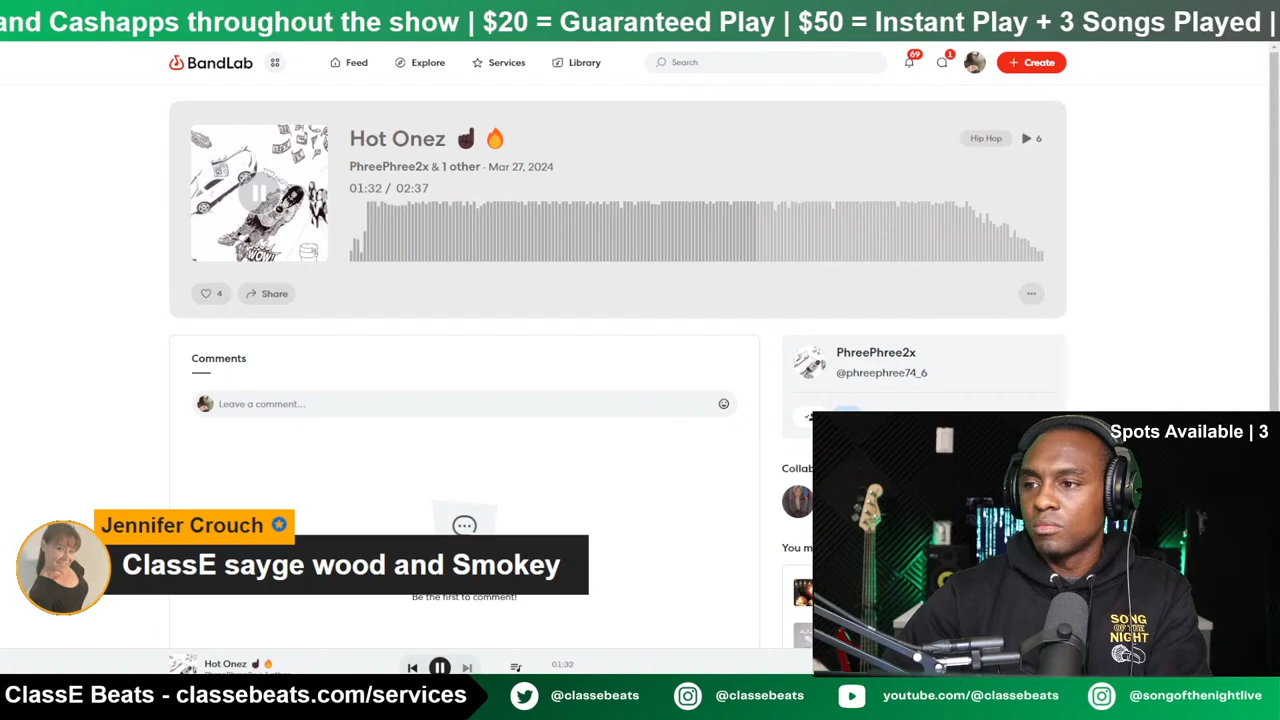 and Cashapps throughout the show | $20 = Guaranteed Play | $50 = Instant Play + 3 Songs Played |
BandLab
Feed
Explore
Services
Library
Search
69
1
+ Create
Hot Onez ☝🏿 🔥
Hip Hop
6
PhreePhree2x & 1 other · Mar 27, 2024
01:32 / 02:37
WOW!
4
Share
Comments
Leave a comment...
Be the first to comment!
PhreePhree2x
@phreephree74_6
Collab
You m
Spots Available | 3
SONG
OF THE
NIGHT
Jennifer Crouch
ClassE sayge wood and Smokey
Hot Onez ☝🏿 🔥
01:32
ClassE Beats - classebeats.com/services
@classebeats
@classebeats
youtube.com/@classebeats
@songofthenightlive